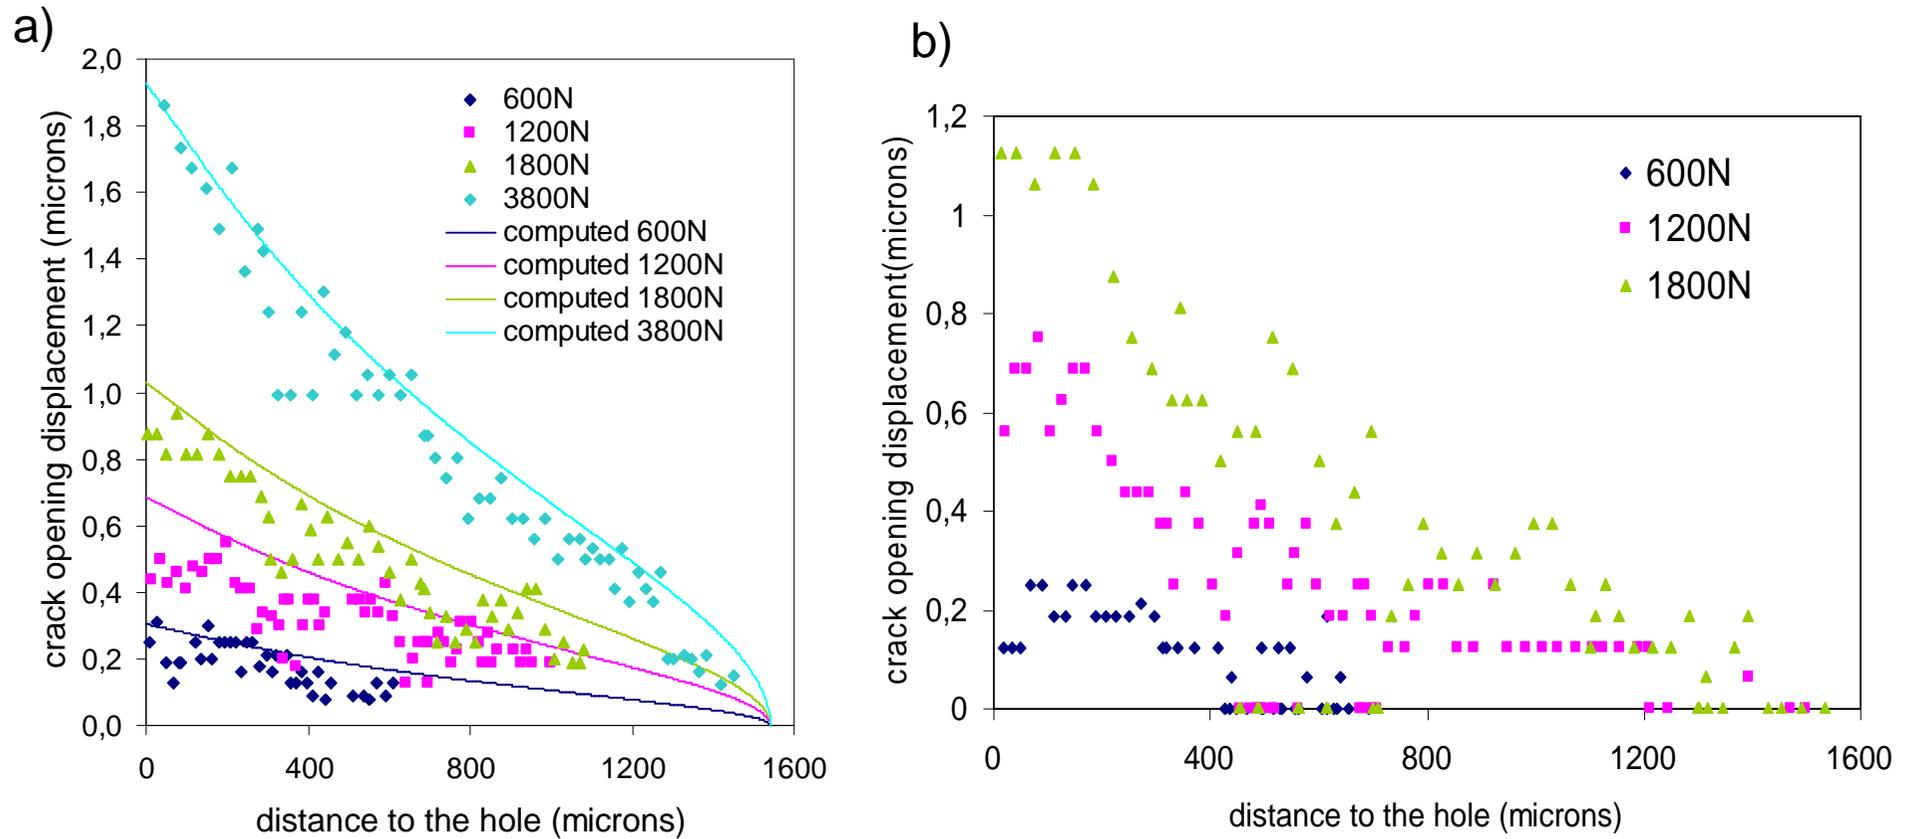 a)
2,0
1,8
1,6
1,4
1,2
1,0
0,8
0,6
0,4
0,2
0,0
crack opening displacement (microns)
600N
1200N
1800N
3800N
computed 600N
computed 1200N
computed 1800N
computed 3800N
0 400 800 1200 1600
distance to the hole (microns)
b)
1,2
1
0,8
0,6
0,4
0,2
0
crack opening displacement(microns)
600N
1200N
1800N
0 400 800 1200 1600
distance to the hole (microns)